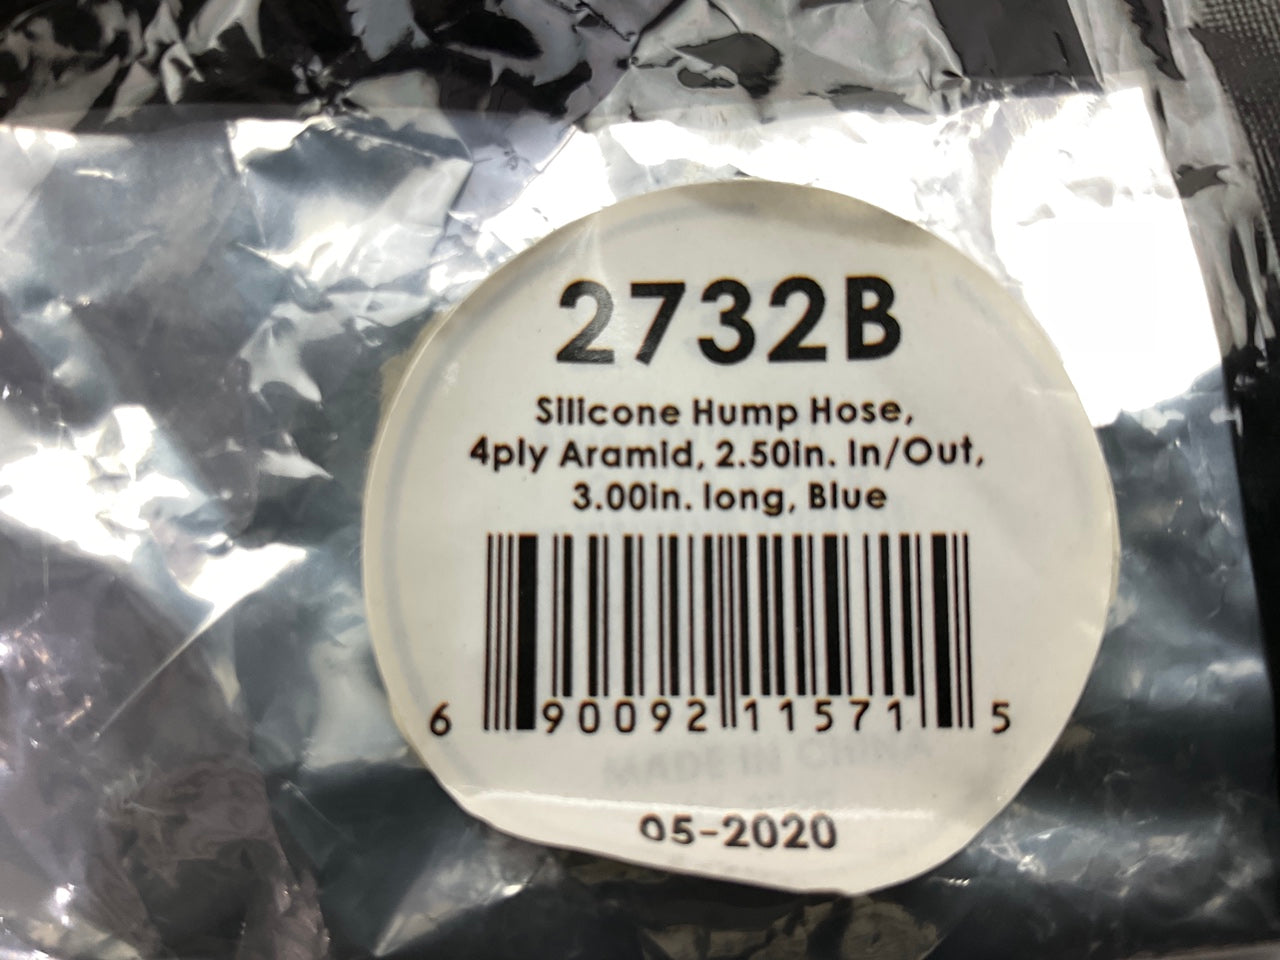 2732B
Silicone Hump Hose,
4ply Aramid, 2.50in. In/Out,
3.00in. long, Blue
6 90092 11571 5
MADE IN CHINA
05-2020